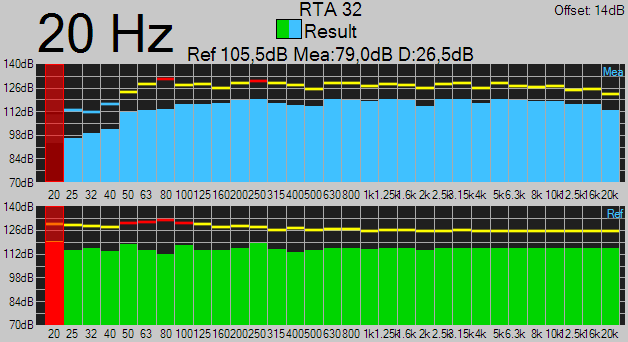 RTA 32
Offset: 14dB
20 Hz
Result
Ref 105,5dB Mea:79,0dB D:26,5dB
140dB
Mea
126dB
112dB
98dB
84dB
70dB
20 25 32 40 50 63 80 100 125 160 200 250 315 400 500 630 800 1k 1.25k 1.6k 2k 2.5k 3.15k 4k 5k 6.3k 8k 10k 12.5k 16k 20k
140dB
Ref
126dB
112dB
98dB
84dB
70dB
20 25 32 40 50 63 80 100 125 160 200 250 315 400 500 630 800 1k 1.25k 1.6k 2k 2.5k 3.15k 4k 5k 6.3k 8k 10k 12.5k 16k 20k